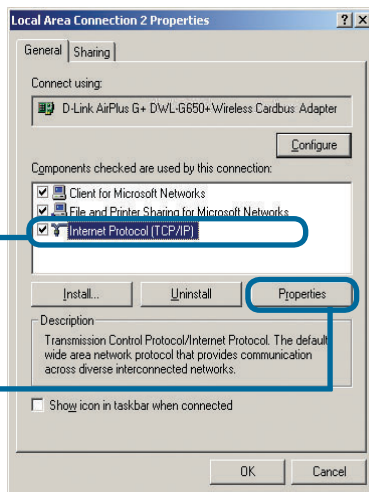 Local Area Connection 2 Properties
? X
General
Sharing
Connect using:
D-Link AirPlus G+ DWL-G650+ Wireless Cardbus Adapter
Configure
Components checked are used by this connection:
Client for Microsoft Networks
File and Printer Sharing for Microsoft Networks
Internet Protocol (TCP/IP)
Install...
Uninstall
Properties
Description
Transmission Control Protocol/Internet Protocol. The default
wide area network protocol that provides communication
across diverse interconnected networks.
Show icon in taskbar when connected
OK
Cancel